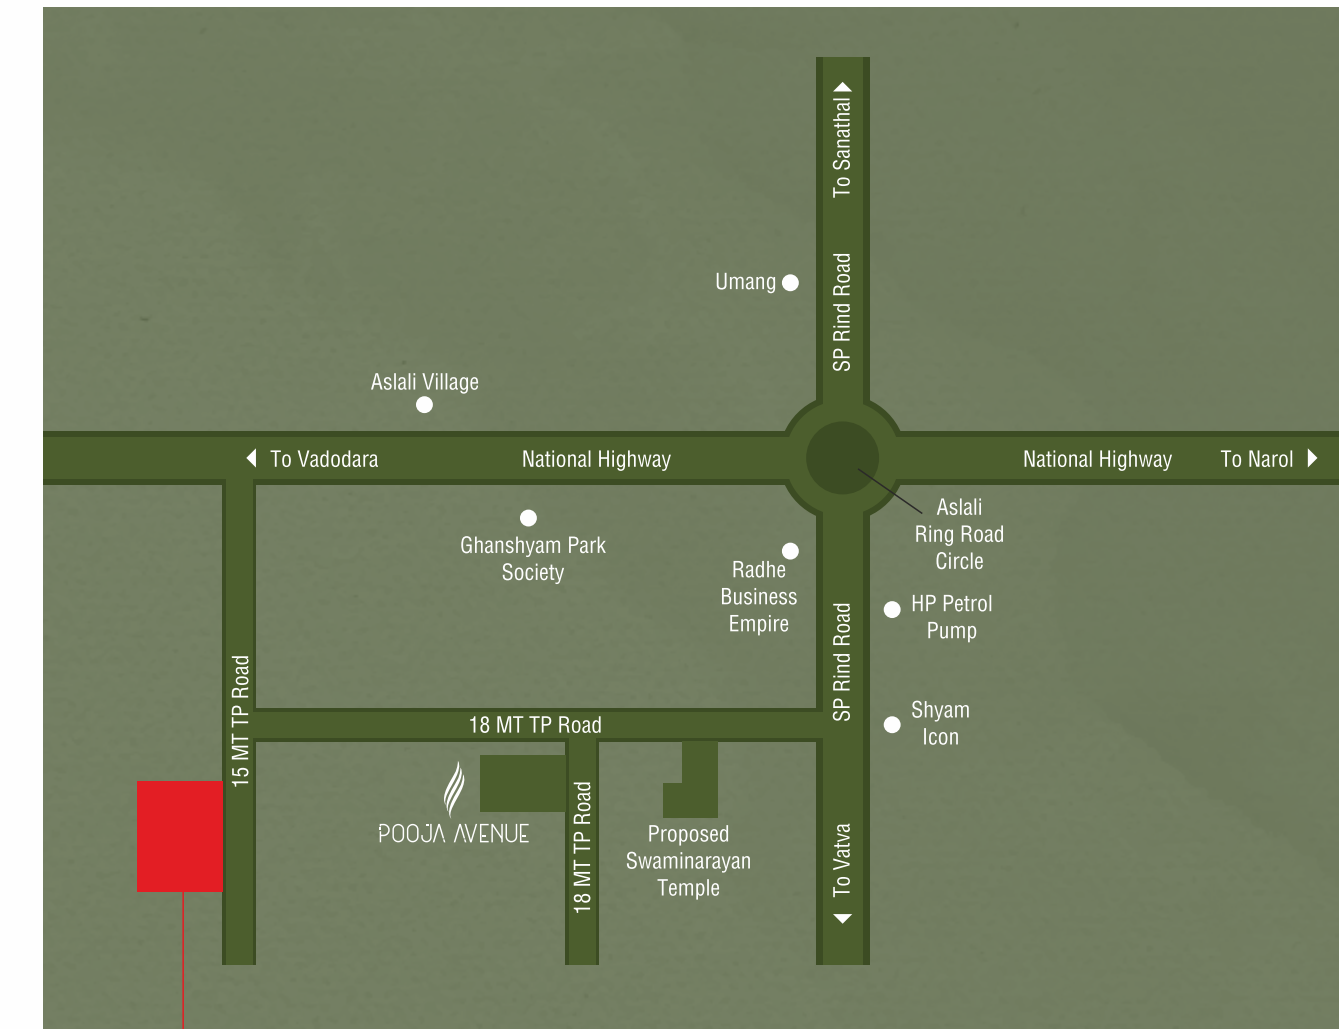 To Sanathal
SP Rind Road
Umang
Aslali Village
To Vadodara
National Highway
National Highway
To Narol
Aslali
Ring Road
Circle
Ghanshyam Park
Society
Radhe
Business
Empire
HP Petrol
Pump
SP Rind Road
15 MT TP Road
18 MT TP Road
Shyam
Icon
POOJA AVENUE
18 MT TP Road
Proposed
Swaminarayan
Temple
To Vatva